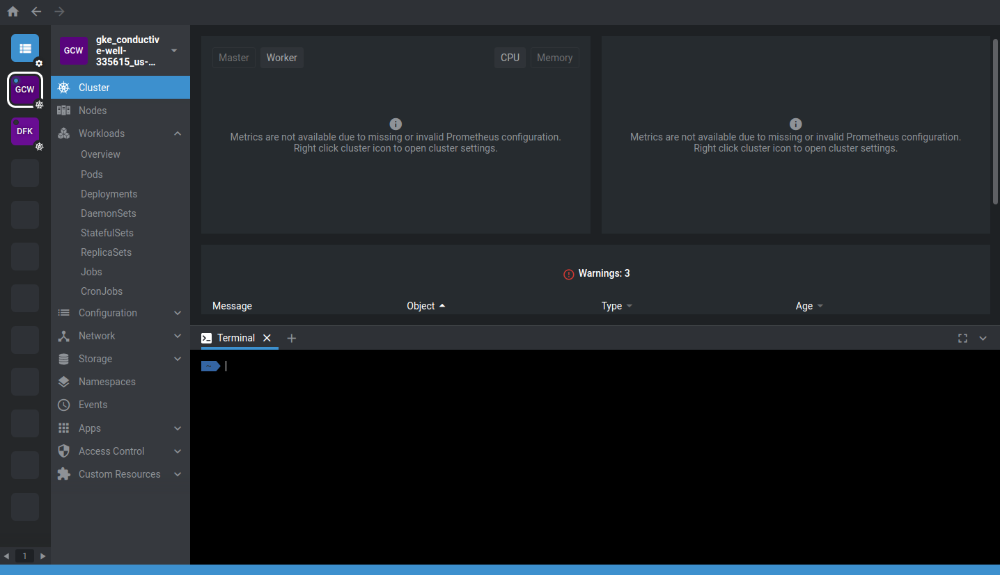 GCW
DFK
1
GCW
gke_conductiv
e-well-
335615_us-…
Cluster
Nodes
Workloads
Overview
Pods
Deployments
DaemonSets
StatefulSets
ReplicaSets
Jobs
CronJobs
Configuration
Network
Storage
Namespaces
Events
Apps
Access Control
Custom Resources
Master Worker CPU Memory
Metrics are not available due to missing or invalid Prometheus configuration.
Right click cluster icon to open cluster settings.
Metrics are not available due to missing or invalid Prometheus configuration.
Right click cluster icon to open cluster settings.
Warnings: 3
Message Object Type Age
Terminal
~